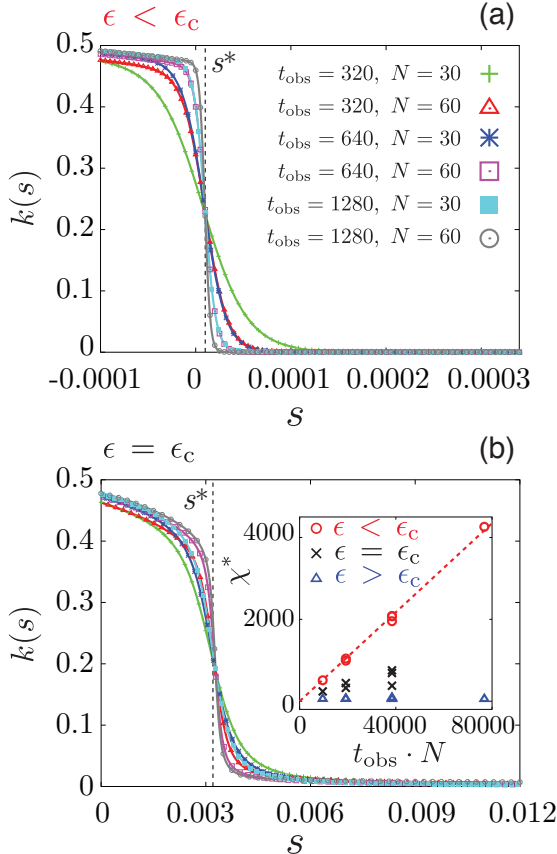 ϵ < ϵc
(a)
0.5
0.4
0.3
0.2
0.1
0
k(s)
s*
tobs = 320, N = 30
tobs = 320, N = 60
tobs = 640, N = 30
tobs = 640, N = 60
tobs = 1280, N = 30
tobs = 1280, N = 60
-0.0001 0 0.0001 0.0002 0.0003
s
ϵ = ϵc
(b)
0.5
0.4
0.3
0.2
0.1
0
k(s)
s*
χ*
4000
2000
0
ϵ < ϵc
ϵ = ϵc
ϵ > ϵc
0 40000 80000
tobs · N
0 0.003 0.006 0.009 0.012
s